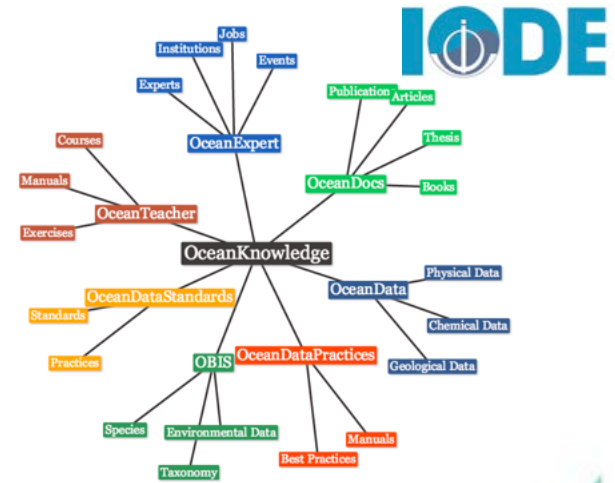 IODE
Jobs
Institutions
Events
Experts
OceanExpert
Publication
Articles
Thesis
Books
OceanDocs
Courses
Manuals
Exercises
OceanTeacher
OceanKnowledge
OceanData
Physical Data
Chemical Data
Geological Data
OceanDataStandards
Standards
Practices
OBIS
Species
Environmental Data
Taxonomy
OceanDataPractices
Manuals
Best Practices